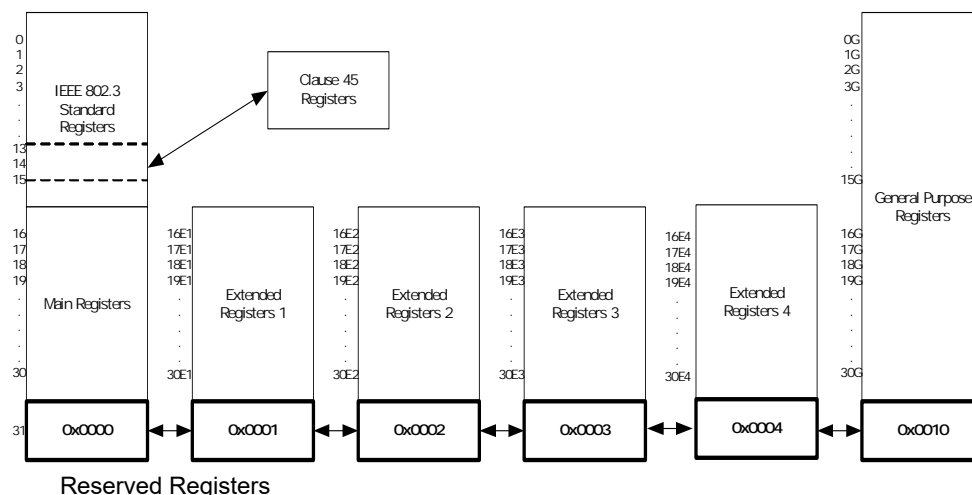 0
1
2
3
.
.
.
13
14
15
IEEE 802.3
Standard
Registers
Clause 45
Registers
16
17
18
19
.
.
.
.
.
30
Main Registers
16E1
17E1
18E1
19E1
.
.
.
.
.
30E1
Extended
Registers 1
16E2
17E2
18E2
19E2
.
.
.
.
.
30E2
Extended
Registers 2
16E3
17E3
18E3
19E3
.
.
.
.
.
30E3
Extended
Registers 3
16E4
17E4
18E4
19E4
.
.
.
.
.
30E4
Extended
Registers 4
0G
1G
2G
3G
.
.
.
.
.
15G
16G
17G
18G
19G
.
.
.
.
.
30G
General Purpose
Registers
31
0x0000
0x0001
0x0002
0x0003
0x0004
0x0010
Reserved Registers